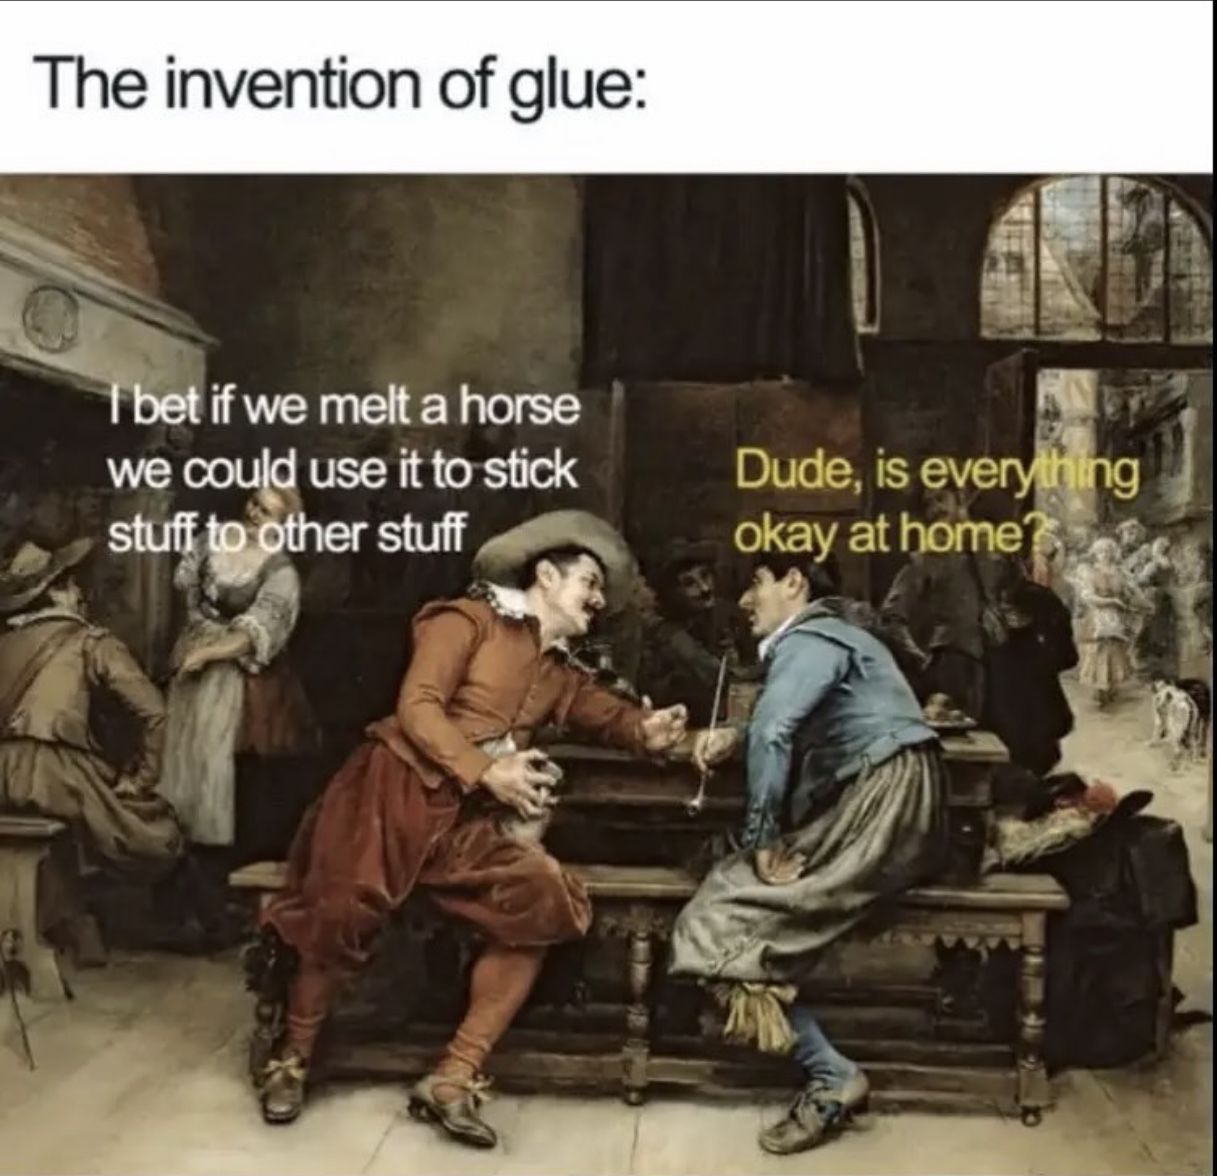 The invention of glue:
I bet if we melt a horse
we could use it to stick
stuff to other stuff
Dude, is everything
okay at home?